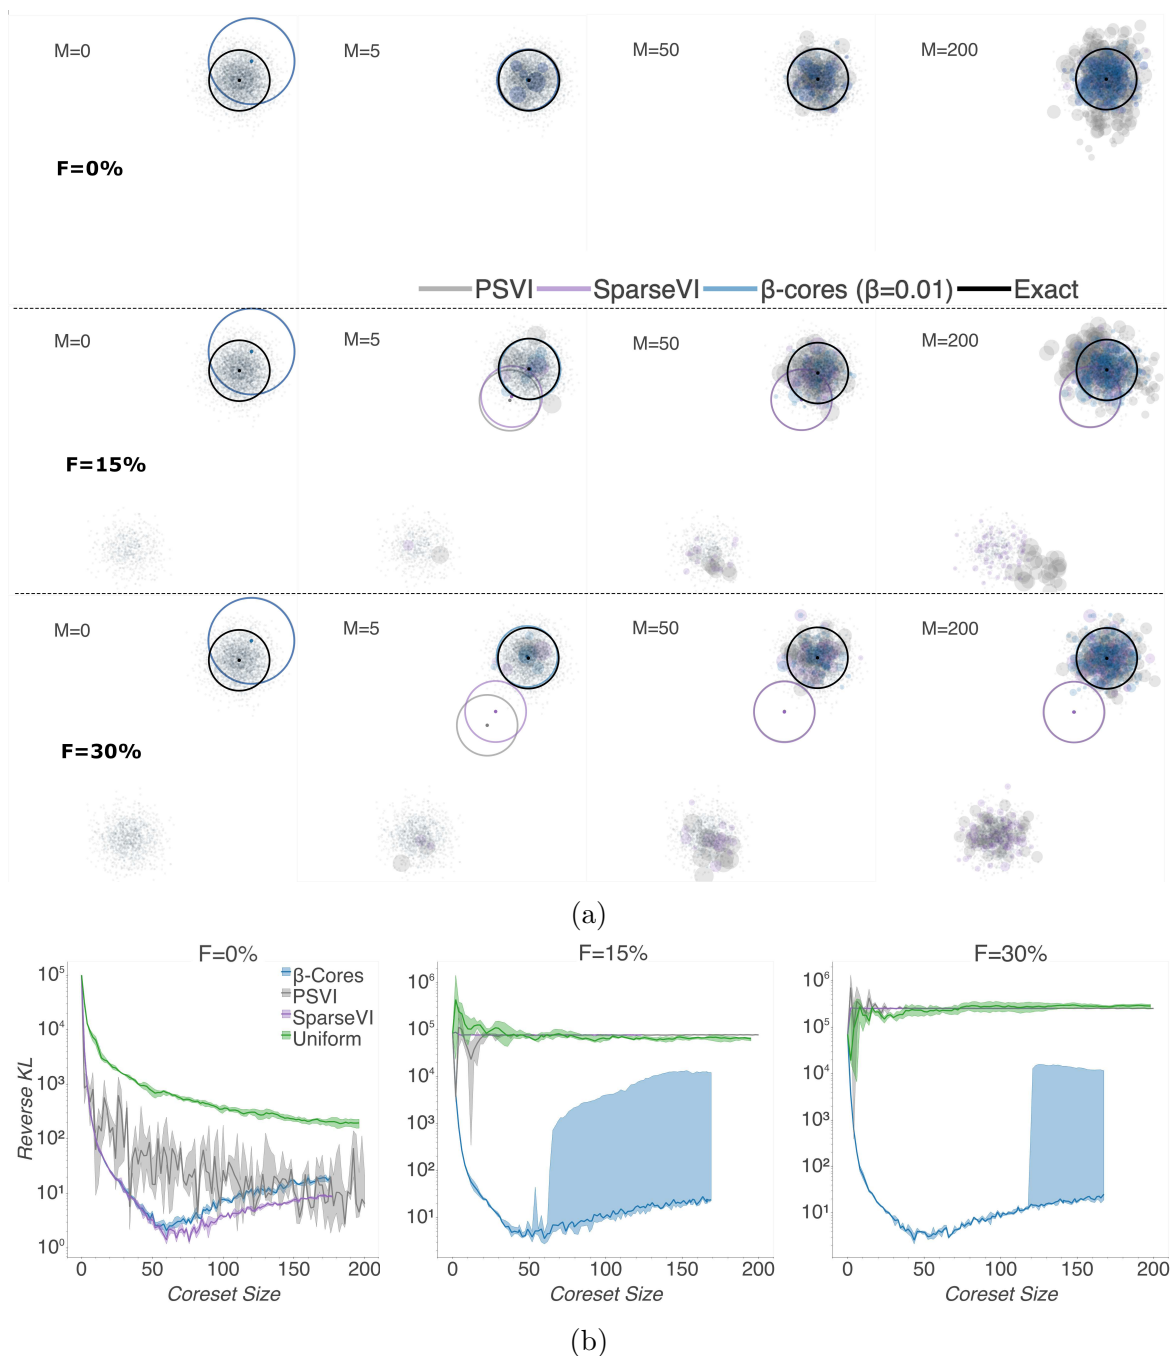 M=0 M=5 M=50 M=200
F=0%
PSVI SparseVI β-cores (β=0.01) Exact
M=0 M=5 M=50 M=200
F=15%
M=0 M=5 M=50 M=200
F=30%
(a)
F=0% F=15% F=30%
β-Cores
PSVI
SparseVI
Uniform
Reverse KL
10⁵
10⁴
10³
10²
10¹
10⁰
0 50 100 150 200
Coreset Size
10⁶
10⁵
10⁴
10³
10²
10¹
0 50 100 150 200
Coreset Size
10⁶
10⁵
10⁴
10³
10²
10¹
0 50 100 150 200
Coreset Size
(b)